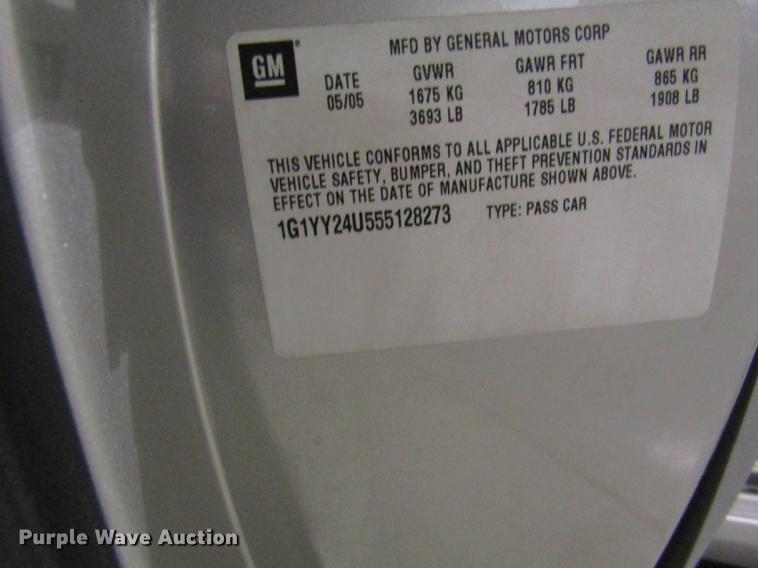 GM
MFD BY GENERAL MOTORS CORP
DATE GVWR GAWR FRT GAWR RR
05/05 1675 KG 810 KG 865 KG
3693 LB 1785 LB 1908 LB
THIS VEHICLE CONFORMS TO ALL APPLICABLE U.S. FEDERAL MOTOR
VEHICLE SAFETY, BUMPER, AND THEFT PREVENTION STANDARDS IN
EFFECT ON THE DATE OF MANUFACTURE SHOWN ABOVE.
1G1YY24U555128273 TYPE: PASS CAR
Purple Wave Auction